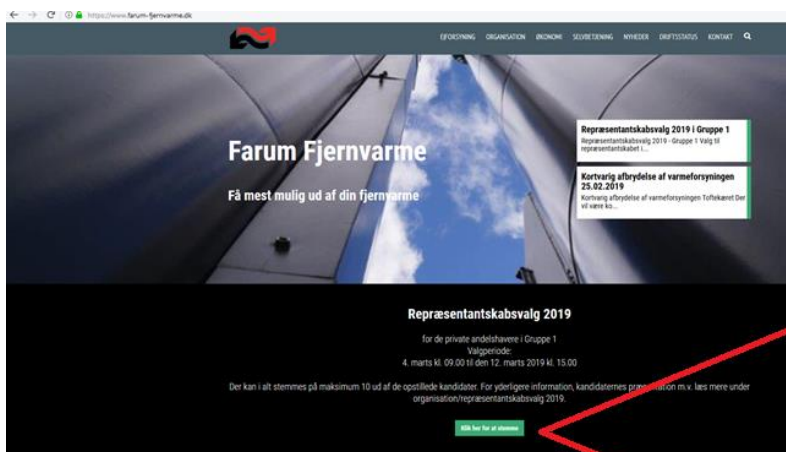 https://www.farum-fjernvarme.dk
EJFORSYNING ORGANISATION ØKONOMI SELVBETJENING NYHEDER DRIFTSSTATUS KONTAKT
Farum Fjernvarme
Få mest mulig ud af din fjernvarme
Repræsentantskabsvalg 2019 i Gruppe 1
Repræsentantskabsvalg 2019 - Gruppe 1 Valg til
repræsentantskabet i...
Kortvarig afbrydelse af varmeforsyningen
25.02.2019
Kortvarig afbrydelse af varmeforsyningen Toftekæret Der
vil være ko...
Repræsentantskabsvalg 2019
for de private andelshavere i Gruppe 1
Valgperiode:
4. marts kl. 09.00 til den 12. marts 2019 kl. 15.00
Der kan i alt stemmes på maksimum 10 ud af de opstillede kandidater. For yderligere information, kandidaternes præsentation m.v. læs mere under
organisation/repræsentantskabsvalg 2019.
Klik her for at stemme